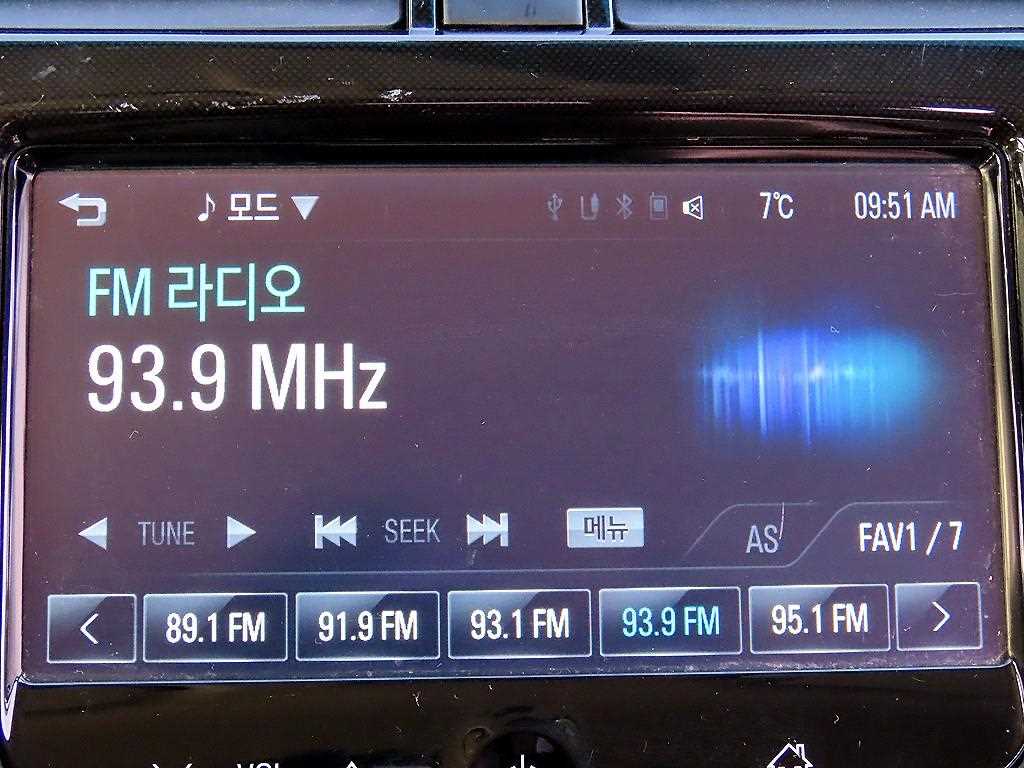 모드 7℃ 09:51 AM
FM 라디오
93.9 MHz
TUNE SEEK 메뉴 AS FAV1 / 7
89.1 FM 91.9 FM 93.1 FM 93.9 FM 95.1 FM